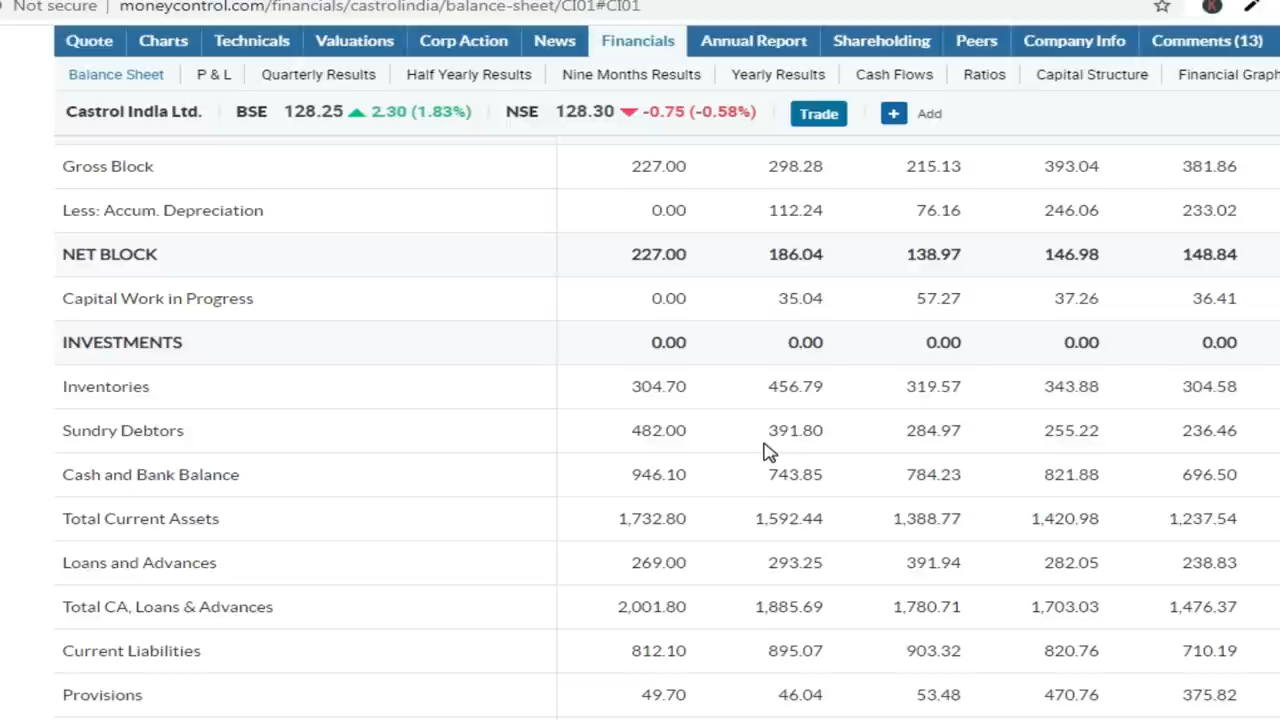 Not secure | moneycontrol.com/financials/castrolindia/balance-sheet/CI01#CI01
Quote Charts Technicals Valuations Corp Action News Financials Annual Report Shareholding Peers Company Info Comments (13)
Balance Sheet P & L Quarterly Results Half Yearly Results Nine Months Results Yearly Results Cash Flows Ratios Capital Structure Financial Graph
Castrol India Ltd. BSE 128.25 2.30 (1.83%) NSE 128.30 -0.75 (-0.58%) Trade + Add
Gross Block 227.00 298.28 215.13 393.04 381.86
Less: Accum. Depreciation 0.00 112.24 76.16 246.06 233.02
NET BLOCK 227.00 186.04 138.97 146.98 148.84
Capital Work in Progress 0.00 35.04 57.27 37.26 36.41
INVESTMENTS 0.00 0.00 0.00 0.00 0.00
Inventories 304.70 456.79 319.57 343.88 304.58
Sundry Debtors 482.00 391.80 284.97 255.22 236.46
Cash and Bank Balance 946.10 743.85 784.23 821.88 696.50
Total Current Assets 1,732.80 1,592.44 1,388.77 1,420.98 1,237.54
Loans and Advances 269.00 293.25 391.94 282.05 238.83
Total CA, Loans & Advances 2,001.80 1,885.69 1,780.71 1,703.03 1,476.37
Current Liabilities 812.10 895.07 903.32 820.76 710.19
Provisions 49.70 46.04 53.48 470.76 375.82